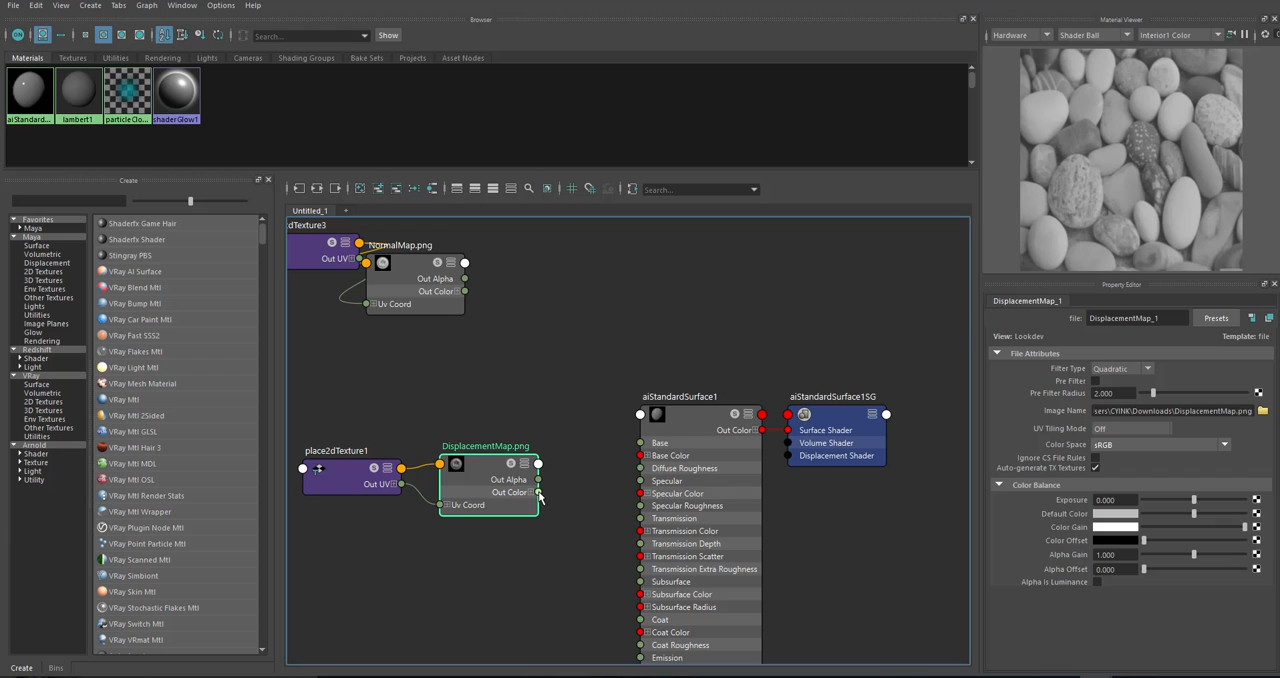 File Edit View Create Tabs Graph Window Options Help
Browser
ON
Search...
Show
Materials Textures Utilities Rendering Lights Cameras Shading Groups Bake Sets Projects Asset Nodes
aiStandard... lambert1 particleClo... shaderGlow1
Create
Favorites
Maya
Maya
Surface
Volumetric
Displacement
2D Textures
3D Textures
Env Textures
Other Textures
Lights
Utilities
Image Planes
Glow
Rendering
Redshift
Shader
Light
VRay
Surface
Volumetric
2D Textures
3D Textures
Env Textures
Other Textures
Utilities
Arnold
Shader
Texture
Light
Utility
Shaderfx Game Hair
Shaderfx Shader
Stingray PBS
VRay Al Surface
VRay Blend Mtl
VRay Bump Mtl
VRay Car Paint Mtl
VRay Fast SSS2
VRay Flakes Mtl
VRay Light Mtl
VRay Mesh Material
VRay Mtl
VRay Mtl 2Sided
VRay Mtl GLSL
VRay Mtl Hair 3
VRay Mtl MDL
VRay Mtl OSL
VRay Mtl Render Stats
VRay Mtl Wrapper
VRay Plugin Node Mtl
VRay Point Particle Mtl
VRay Scanned Mtl
VRay Simbiont
VRay Skin Mtl
VRay Stochastic Flakes Mtl
VRay Switch Mtl
VRay VRmat Mtl
Create Bins
Search...
Untitled_1 +
dTexture3
Out UV
NormalMap.png
Out Alpha
Out Color
Uv Coord
place2dTexture1
Out UV
DisplacementMap.png
Out Alpha
Out Color
Uv Coord
aiStandardSurface1
Out Color
Base
Base Color
Diffuse Roughness
Specular
Specular Color
Specular Roughness
Transmission
Transmission Color
Transmission Depth
Transmission Scatter
Transmission Extra Roughness
Subsurface
Subsurface Color
Subsurface Radius
Coat
Coat Color
Coat Roughness
Emission
aiStandardSurface1SG
Surface Shader
Volume Shader
Displacement Shader
Material Viewer
Hardware Shader Ball Interior1 Color
Property Editor
DisplacementMap_1
file: DisplacementMap_1 Presets
View: Lookdev Template: file
File Attributes
Filter Type Quadratic
Pre Filter
Pre Filter Radius 2.000
Image Name sers\CYINK\Downloads\DisplacementMap.png
UV Tiling Mode Off
Color Space sRGB
Ignore CS File Rules
Auto-generate TX Textures
Color Balance
Exposure 0.000
Default Color
Color Gain
Color Offset
Alpha Gain 1.000
Alpha Offset 0.000
Alpha Is Luminance